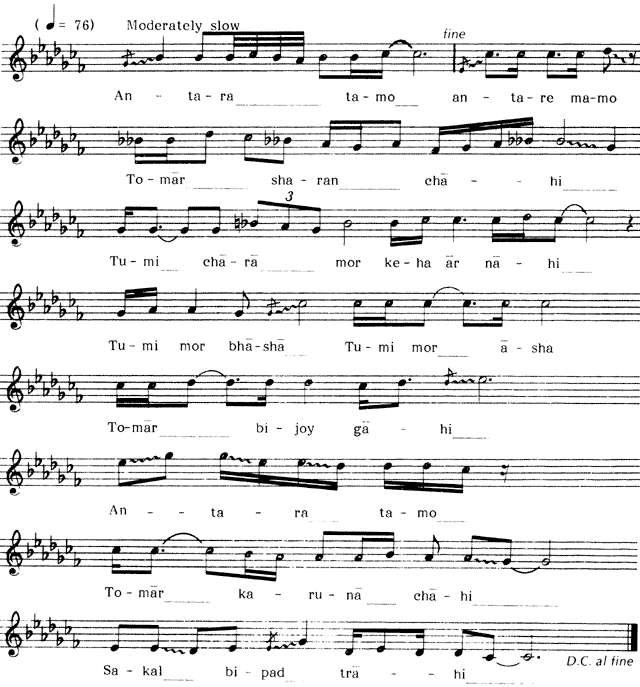 (♩ = 76) Moderately slow
fine
An - ta - ra tamo an - ta - re ma-mo
To - mār sha - ran chā - hi
3
Tu - mi chā - rā mor ke - ha ār nā - hi
Tu - mi mor bhā - shā Tu - mi mor ā - sha
To-mār bi - joy gā - hi
An - ta - ra ta - mo
To - mār ka - ru - nā chā - hi
Sa - kal bi - pad trā - hi
D.C. al fine